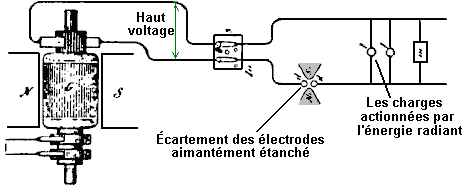 Haut
voltage
N
S
Les charges
actionnées par
l'énergie radiant
Écartement des électrodes
aimantément étanché